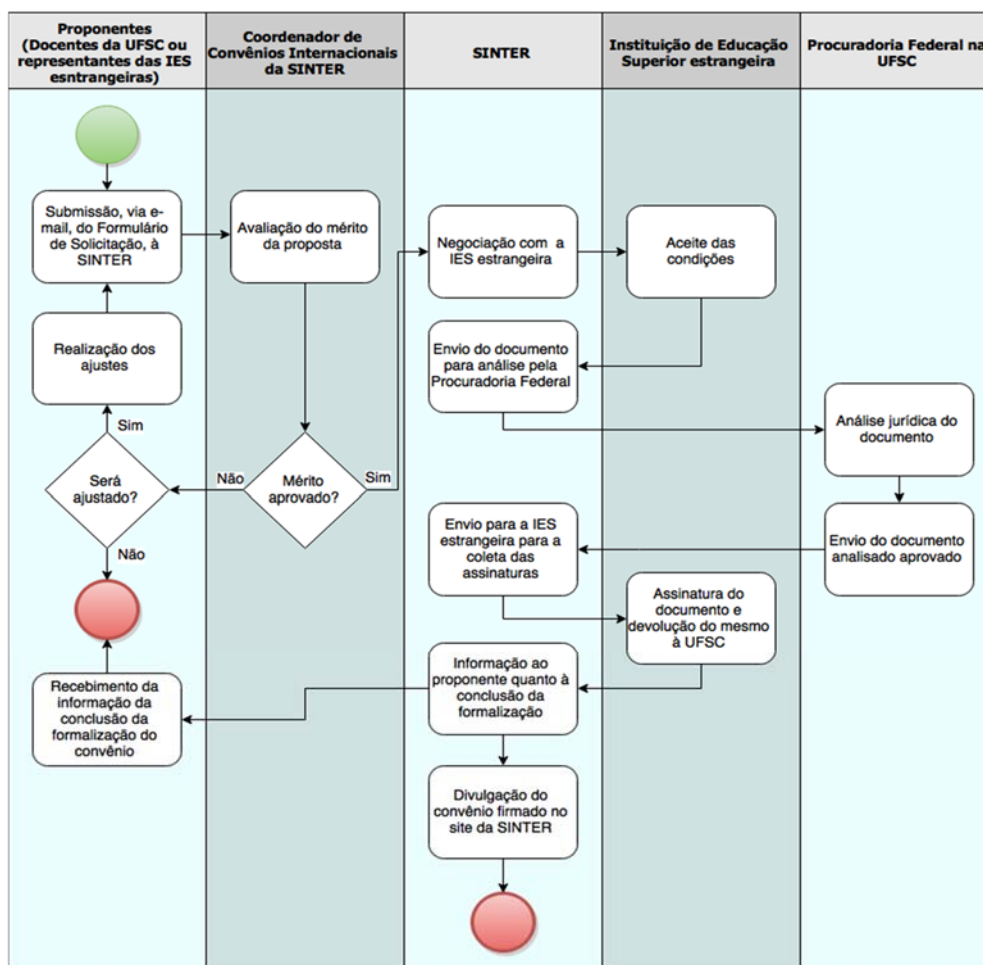 Proponentes
(Docentes da UFSC ou
representantes das IES
esntrangeiras)
Coordenador de
Convênios Internacionais
da SINTER
SINTER
Instituição de Educação
Superior estrangeira
Procuradoria Federal na
UFSC
Submissão, via e-
mail, do Formulário
de Solicitação, à
SINTER
Avaliação do mérito
da proposta
Negociação com a
IES estrangeira
Aceite das
condições
Realização dos
ajustes
Envio do documento
para análise pela
Procuradoria Federal
Análise jurídica do
documento
Sim
Será
ajustado?
Não
Mérito
aprovado?
Sim
Não
Envio para a IES
estrangeira para a
coleta das
assinaturas
Envio do documento
analisado aprovado
Assinatura do
documento e
devolução do mesmo
à UFSC
Informação ao
proponente quanto à
conclusão da
formalização
Recebimento da
informação da
conclusão da
formalização do
convênio
Divulgação do
convênio firmado no
site da SINTER